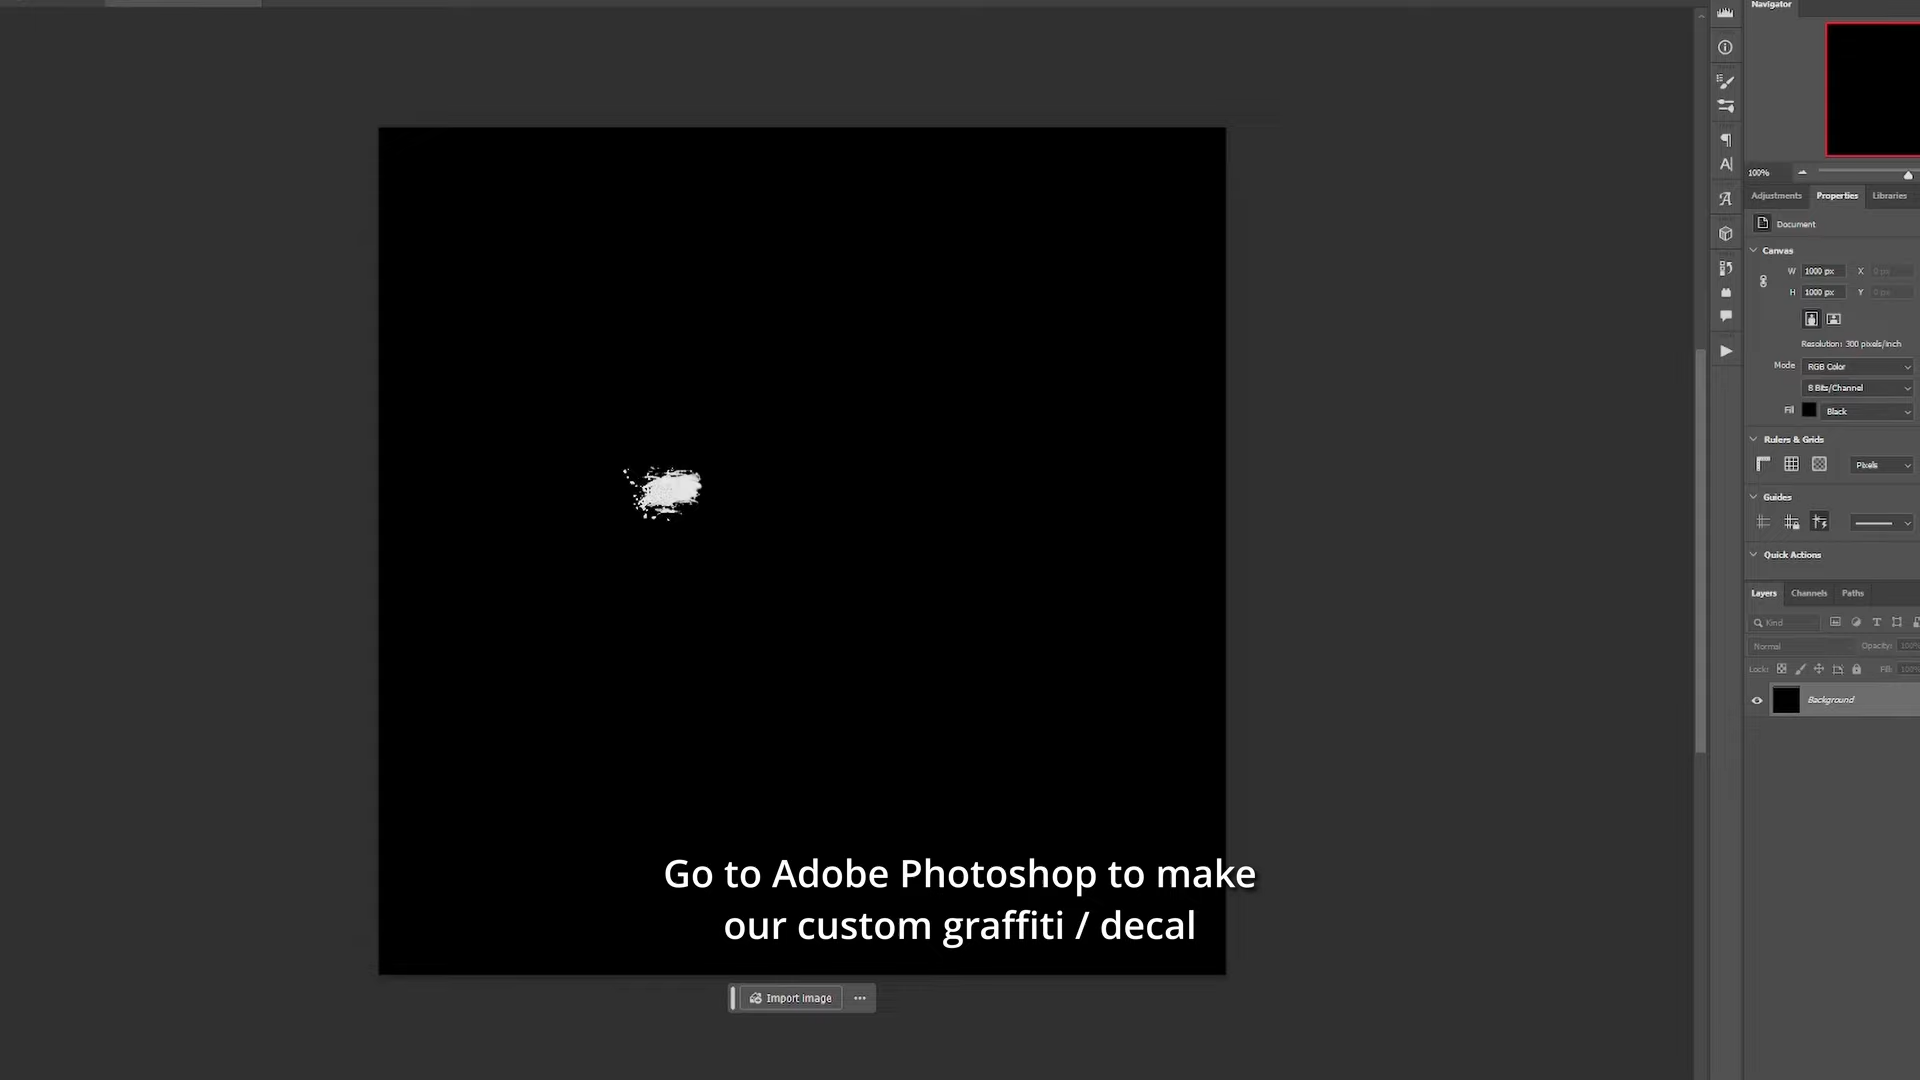 Navigator
100%
Adjustments Properties Libraries
Document
Canvas
W 1000 px X 0 px
H 1000 px Y 0 px
Resolution: 300 pixels/inch
Mode RGB Color
8 Bits/Channel
Fill Black
Rulers & Grids
Pixels
Guides
Quick Actions
Layers Channels Paths
Kind
Normal Opacity: 100%
Lock: Fill: 100%
Background
Go to Adobe Photoshop to make
our custom graffiti / decal
Import Image